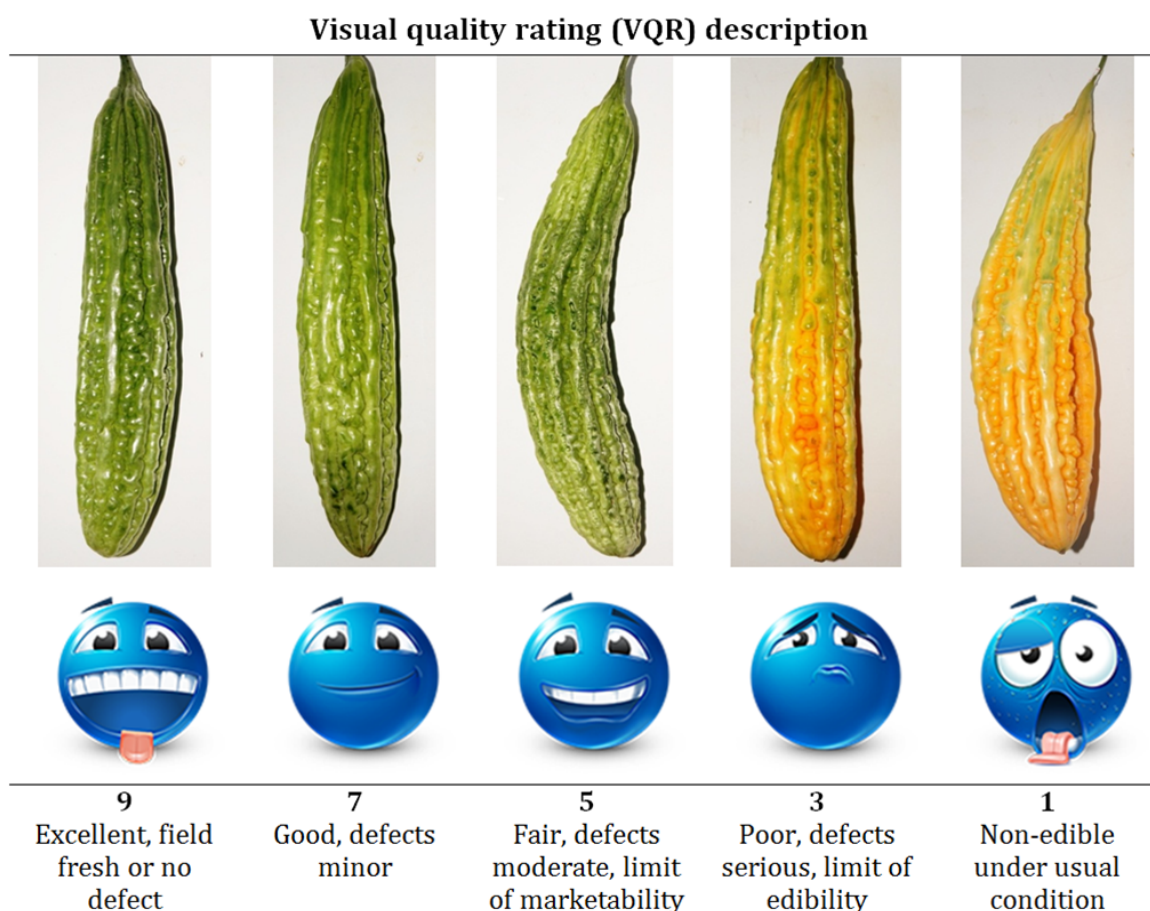 Visual quality rating (VQR) description
9
Excellent, field
fresh or no
defect
7
Good, defects
minor
5
Fair, defects
moderate, limit
of marketability
3
Poor, defects
serious, limit of
edibility
1
Non-edible
under usual
condition